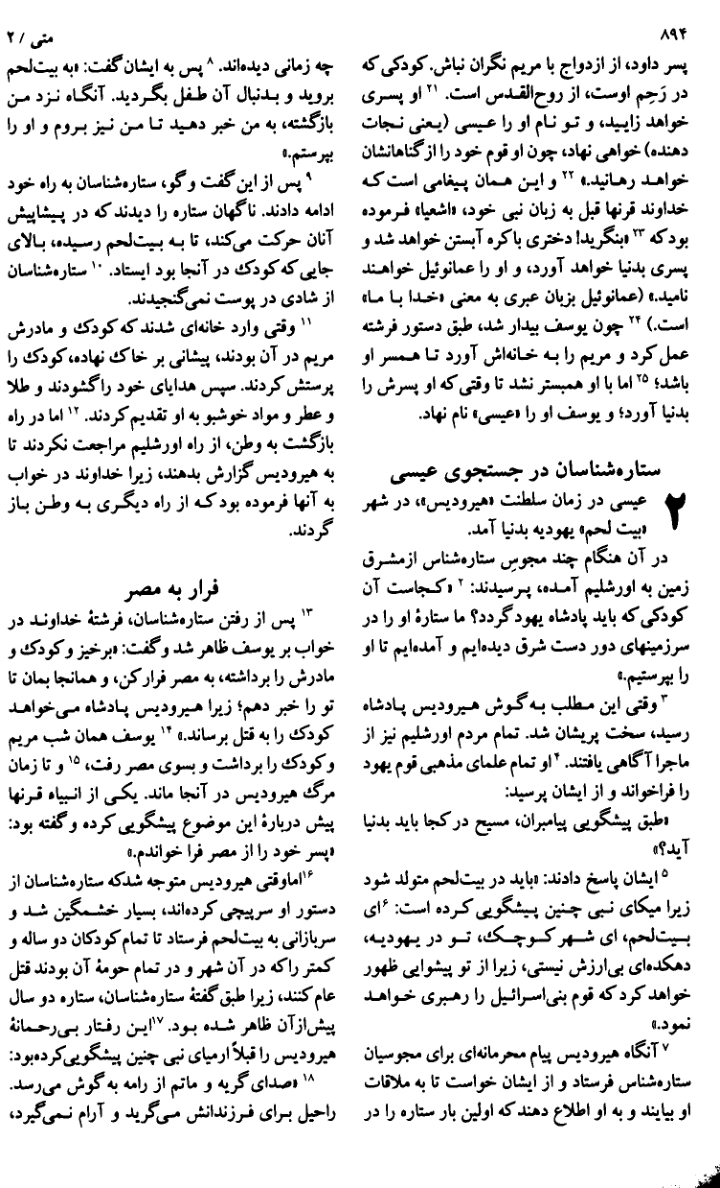 ۸۹۴
متی / ۲
پسر داود، از ازدواج با مریم نگران نباش. کودکی که
در رَحِم اوست، از روح‌القدس است. ۲۱ او پسری
خواهد زایید، و تو نام او را عیسی (یعنی نجات
دهنده) خواهی نهاد، چون او قوم خود را از گناهانشان
خواهد رهانید.» ۲۲ و این همان پیغامی است که
خداوند قرنها قبل به زبان نبی خود، «اشعیا» فرموده
بود که ۲۳ «بنگرید! دختری باکره آبستن خواهد شد و
پسری بدنیا خواهد آورد، و او را عمانوئیل خواهند
نامید.» (عمانوئیل بزبان عبری به معنی «خدا با ما»
است.) ۲۴ چون یوسف بیدار شد، طبق دستور فرشته
عمل کرد و مریم را به خانه‌اش آورد تا همسر او
باشد؛ ۲۵ اما با او همبستر نشد تا وقتی که او پسرش را
بدنیا آورد؛ و یوسف او را «عیسی» نام نهاد.
ستاره‌شناسان در جستجوی عیسی
۲ عیسی در زمان سلطنت «هیرودیس»، در شهر
«بیت لحم» یهودیه بدنیا آمد.
در آن هنگام چند مجوسِ ستاره‌شناس از مشرق
زمین به اورشلیم آمده، پرسیدند: ۲ «کجاست آن
کودکی که باید پادشاه یهود گردد؟ ما ستارهٔ او را در
سرزمینهای دور دست شرق دیده‌ایم و آمده‌ایم تا او
را بپرستیم.»
۳ وقتی این مطلب به گوش هیرودیس پادشاه
رسید، سخت پریشان شد. تمام مردم اورشلیم نیز از
ماجرا آگاهی یافتند. ۴ او تمام علمای مذهبی قوم یهود
را فراخواند و از ایشان پرسید:
«طبق پیشگویی پیامبران، مسیح در کجا باید بدنیا
آید؟»
۵ ایشان پاسخ دادند: «باید در بیت‌لحم متولد شود
زیرا میکای نبی چنین پیشگویی کرده است: ۶ ای
بیت‌لحم، ای شهر کوچک، تو در یهودیه،
دهکده‌ای بی‌ارزش نیستی، زیرا از تو پیشوایی ظهور
خواهد کرد که قوم بنی‌اسرائیل را رهبری خواهد
نمود.»
۷ آنگاه هیرودیس پیام محرمانه‌ای برای مجوسیان
ستاره‌شناس فرستاد و از ایشان خواست تا به ملاقات
او بیایند و به او اطلاع دهند که اولین بار ستاره را در
چه زمانی دیده‌اند. ۸ پس به ایشان گفت: «به بیت‌لحم
بروید و بدنبال آن طفل بگردید. آنگاه نزد من
بازگشته، به من خبر دهید تا من نیز بروم و او را
بپرستم.»
۹ پس از این گفت و گو، ستاره‌شناسان به راه خود
ادامه دادند. ناگهان ستاره را دیدند که در پیشاپیش
آنان حرکت می‌کند، تا به بیت‌لحم رسیده، بالای
جایی که کودک در آنجا بود ایستاد. ۱۰ ستاره‌شناسان
از شادی در پوست نمی‌گنجیدند.
۱۱ وقتی وارد خانه‌ای شدند که کودک و مادرش
مریم در آن بودند، پیشانی بر خاک نهاده، کودک را
پرستش کردند. سپس هدایای خود را گشودند و طلا
و عطر و مواد خوشبو به او تقدیم کردند. ۱۲ اما در راه
بازگشت به وطن، از راه اورشلیم مراجعت نکردند تا
به هیرودیس گزارش بدهند، زیرا خداوند در خواب
به آنها فرموده بود که از راه دیگری به وطن باز
گردند.
فرار به مصر
۱۳ پس از رفتن ستاره‌شناسان، فرشتهٔ خداوند در
خواب بر یوسف ظاهر شد و گفت: «برخیز و کودک و
مادرش را برداشته، به مصر فرار کن، و همانجا بمان تا
تو را خبر دهم؛ زیرا هیرودیس پادشاه می‌خواهد
کودک را به قتل برساند.» ۱۴ یوسف همان شب مریم
و کودک را برداشت و بسوی مصر رفت، ۱۵ و تا زمان
مرگ هیرودیس در آنجا ماند. یکی از انبیاء قرنها
پیش دربارهٔ این موضوع پیشگویی کرده و گفته بود:
«پسر خود را از مصر فرا خواندم.»
۱۶ اما وقتی هیرودیس متوجه شد که ستاره‌شناسان از
دستور او سرپیچی کرده‌اند، بسیار خشمگین شد و
سربازانی به بیت‌لحم فرستاد تا تمام کودکان دو ساله و
کمتر را که در آن شهر و در تمام حومهٔ آن بودند قتل
عام کنند، زیرا طبق گفتهٔ ستاره‌شناسان، ستاره دو سال
پیش از آن ظاهر شده بود. ۱۷ این رفتار بی‌رحمانهٔ
هیرودیس را قبلاً ارمیای نبی چنین پیشگویی کرده بود:
۱۸ «صدای گریه و ماتم از رامه به گوش می‌رسد.
راحیل برای فرزندانش می‌گرید و آرام نمی‌گیرد،